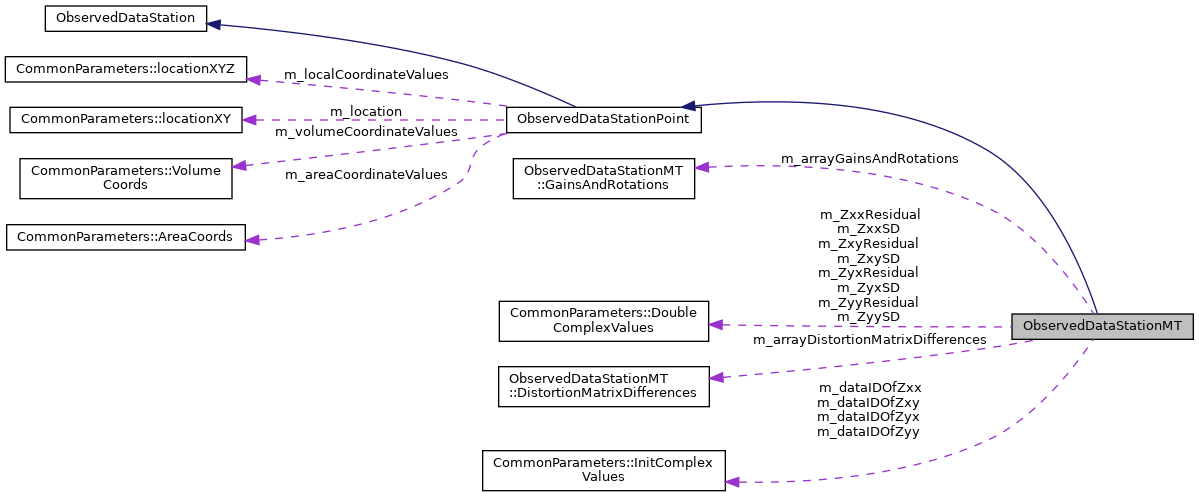 ObservedDataStation
CommonParameters::locationXYZ
m_localCoordinateValues
CommonParameters::locationXY
m_location
ObservedDataStationPoint
m_volumeCoordinateValues
CommonParameters::Volume
Coords
m_areaCoordinateValues
CommonParameters::AreaCoords
ObservedDataStationMT
::GainsAndRotations
m_arrayGainsAndRotations
m_ZxxResidual
m_ZxxSD
m_ZxyResidual
m_ZxySD
m_ZyxResidual
m_ZyxSD
m_ZyyResidual
m_ZyySD
CommonParameters::Double
ComplexValues
ObservedDataStationMT
m_arrayDistortionMatrixDifferences
ObservedDataStationMT
::DistortionMatrixDifferences
m_dataIDOfZxx
m_dataIDOfZxy
m_dataIDOfZyx
m_dataIDOfZyy
CommonParameters::InitComplex
Values